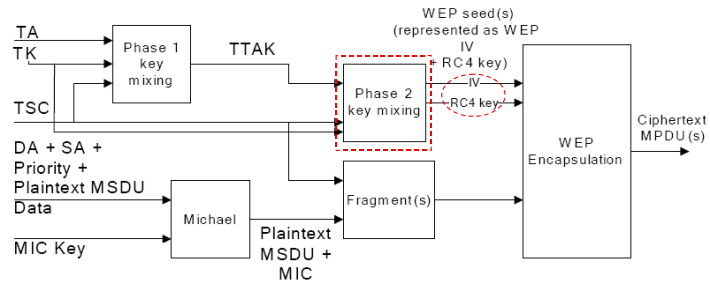 TA
TK
Phase 1
key
mixing
TTAK
WEP seed(s)
(represented as WEP
IV
+ RC4 key)
TSC
Phase 2
key mixing
IV
RC4 key
WEP
Encapsulation
Ciphertext
MPDU(s)
DA + SA +
Priority +
Plaintext MSDU
Data
MIC Key
Michael
Plaintext
MSDU +
MIC
Fragment(s)